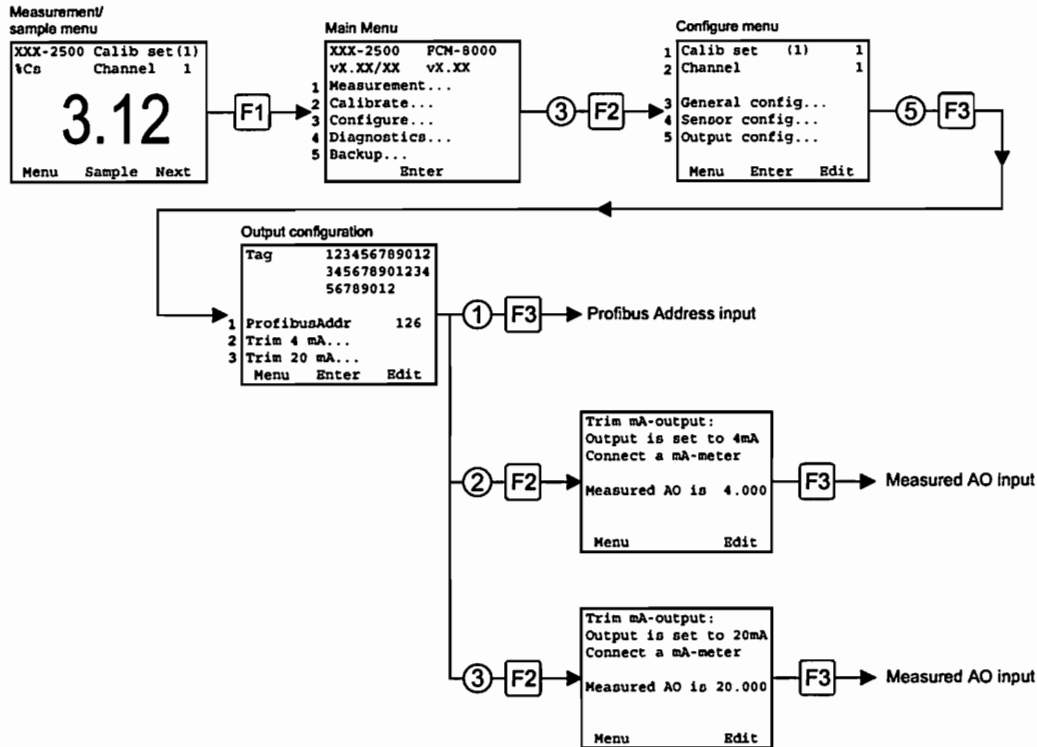 Measurement/
sample menu
XXX-2500 Calib set(1)
%Cs Channel 1
3.12
Menu Sample Next
F1
Main Menu
XXX-2500 PCM-8000
vX.XX/XX vX.XX
1 Measurement...
2 Calibrate...
3 Configure...
4 Diagnostics...
5 Backup...
Enter
3 F2
Configure menu
1 Calib set (1) 1
2 Channel 1
3 General config...
4 Sensor config...
5 Output config...
Menu Enter Edit
5 F3
Output configuration
Tag 123456789012
345678901234
56789012
1 ProfibusAddr 126
2 Trim 4 mA...
3 Trim 20 mA...
Menu Enter Edit
1 F3 Profibus Address input
2 F2
Trim mA-output:
Output is set to 4mA
Connect a mA-meter
Measured AO is 4.000
Menu Edit
F3 Measured AO Input
3 F2
Trim mA-output:
Output is set to 20mA
Connect a mA-meter
Measured AO is 20.000
Menu Edit
F3 Measured AO input